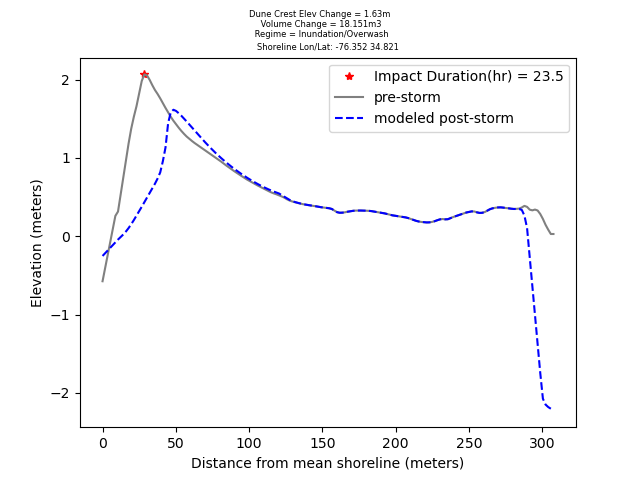 Dune Crest Elev Change = 1.63m
Volume Change = 18.151m3
Regime = Inundation/Overwash
Shoreline Lon/Lat: -76.352 34.821
Impact Duration(hr) = 23.5
pre-storm
modeled post-storm
Elevation (meters)
2
1
0
−1
−2
0 50 100 150 200 250 300
Distance from mean shoreline (meters)